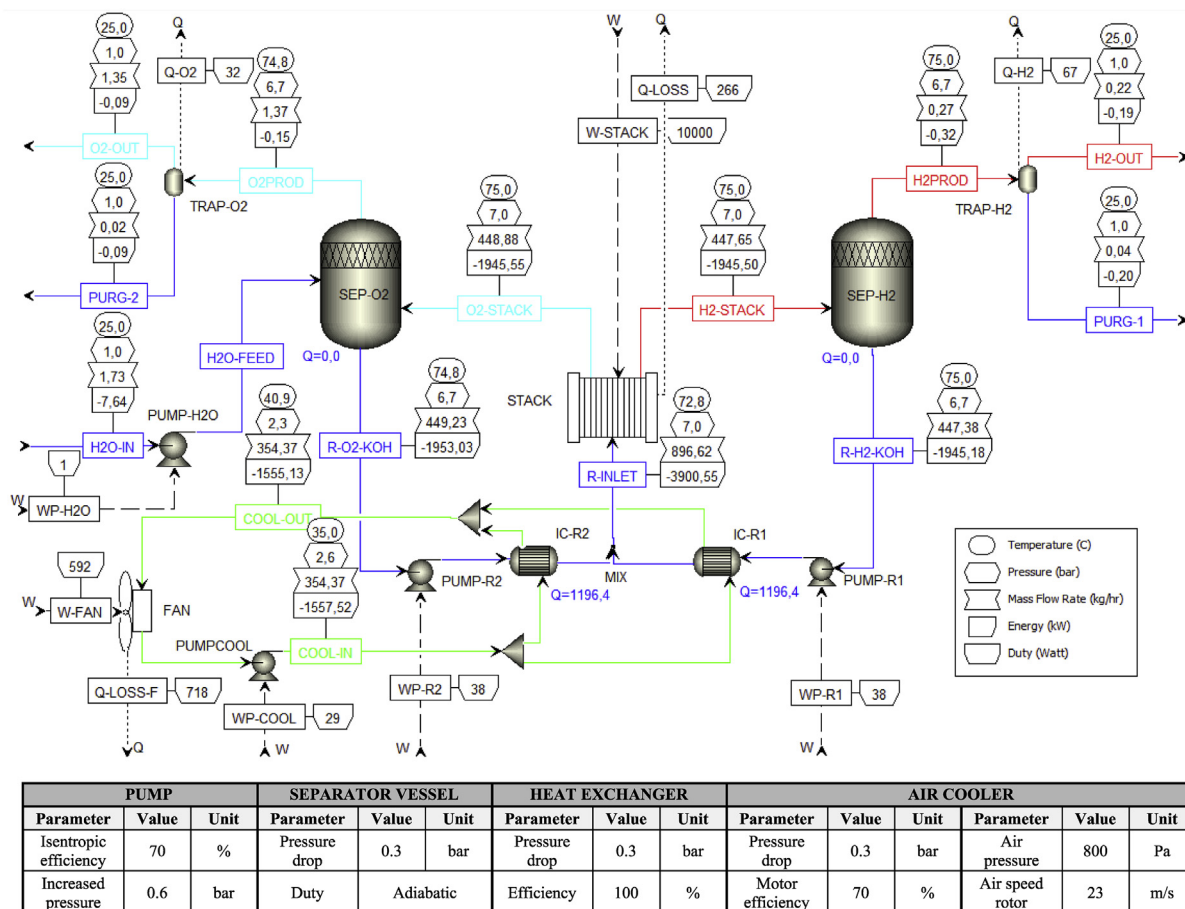 Q
W
Q
Q
25,0
1,0
1,35
-0,09
Q-O2
32
74,8
6,7
1,37
-0,15
Q-LOSS
266
W-STACK
10000
75,0
6,7
0,27
-0,32
Q-H2
67
25,0
1,0
0,22
-0,19
O2-OUT
O2PROD
H2PROD
H2-OUT
TRAP-O2
TRAP-H2
25,0
1,0
0,02
-0,09
PURG-2
SEP-O2
Q=0,0
75,0
7,0
448,88
-1945,55
O2-STACK
75,0
7,0
447,65
-1945,50
H2-STACK
SEP-H2
Q=0,0
25,0
1,0
0,04
-0,20
PURG-1
25,0
1,0
1,73
-7,64
H2O-IN
H2O-FEED
PUMP-H2O
1
WP-H2O
W
40,9
2,3
354,37
-1555,13
COOL-OUT
74,8
6,7
449,23
-1953,03
R-O2-KOH
STACK
72,8
7,0
896,62
-3900,55
R-INLET
75,0
6,7
447,38
-1945,18
R-H2-KOH
35,0
2,6
354,37
-1557,52
COOL-IN
PUMP-R2
IC-R2
Q=1196,4
MIX
IC-R1
Q=1196,4
PUMP-R1
592
W
W-FAN
FAN
PUMPCOOL
Q-LOSS-F
718
Q
WP-COOL
29
W
WP-R2
38
W
WP-R1
38
W
Temperature (C)
Pressure (bar)
Mass Flow Rate (kg/hr)
Energy (kW)
Duty (Watt)
PUMP SEPARATOR VESSEL HEAT EXCHANGER AIR COOLER
Parameter Value Unit Parameter Value Unit Parameter Value Unit Parameter Value Unit Parameter Value Unit
Isentropic efficiency 70 % Pressure drop 0.3 bar Pressure drop 0.3 bar Pressure drop 0.3 bar Air pressure 800 Pa
Increased pressure 0.6 bar Duty Adiabatic Efficiency 100 % Motor efficiency 70 % Air speed rotor 23 m/s